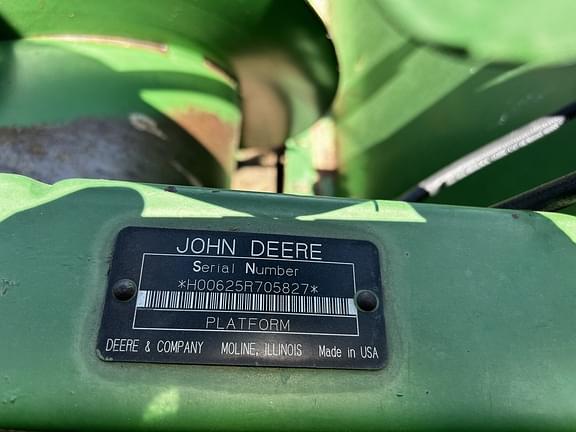 JOHN DEERE
Serial Number
*H00625R705827*
PLATFORM
DEERE & COMPANY MOLINE, ILLINOIS Made in USA